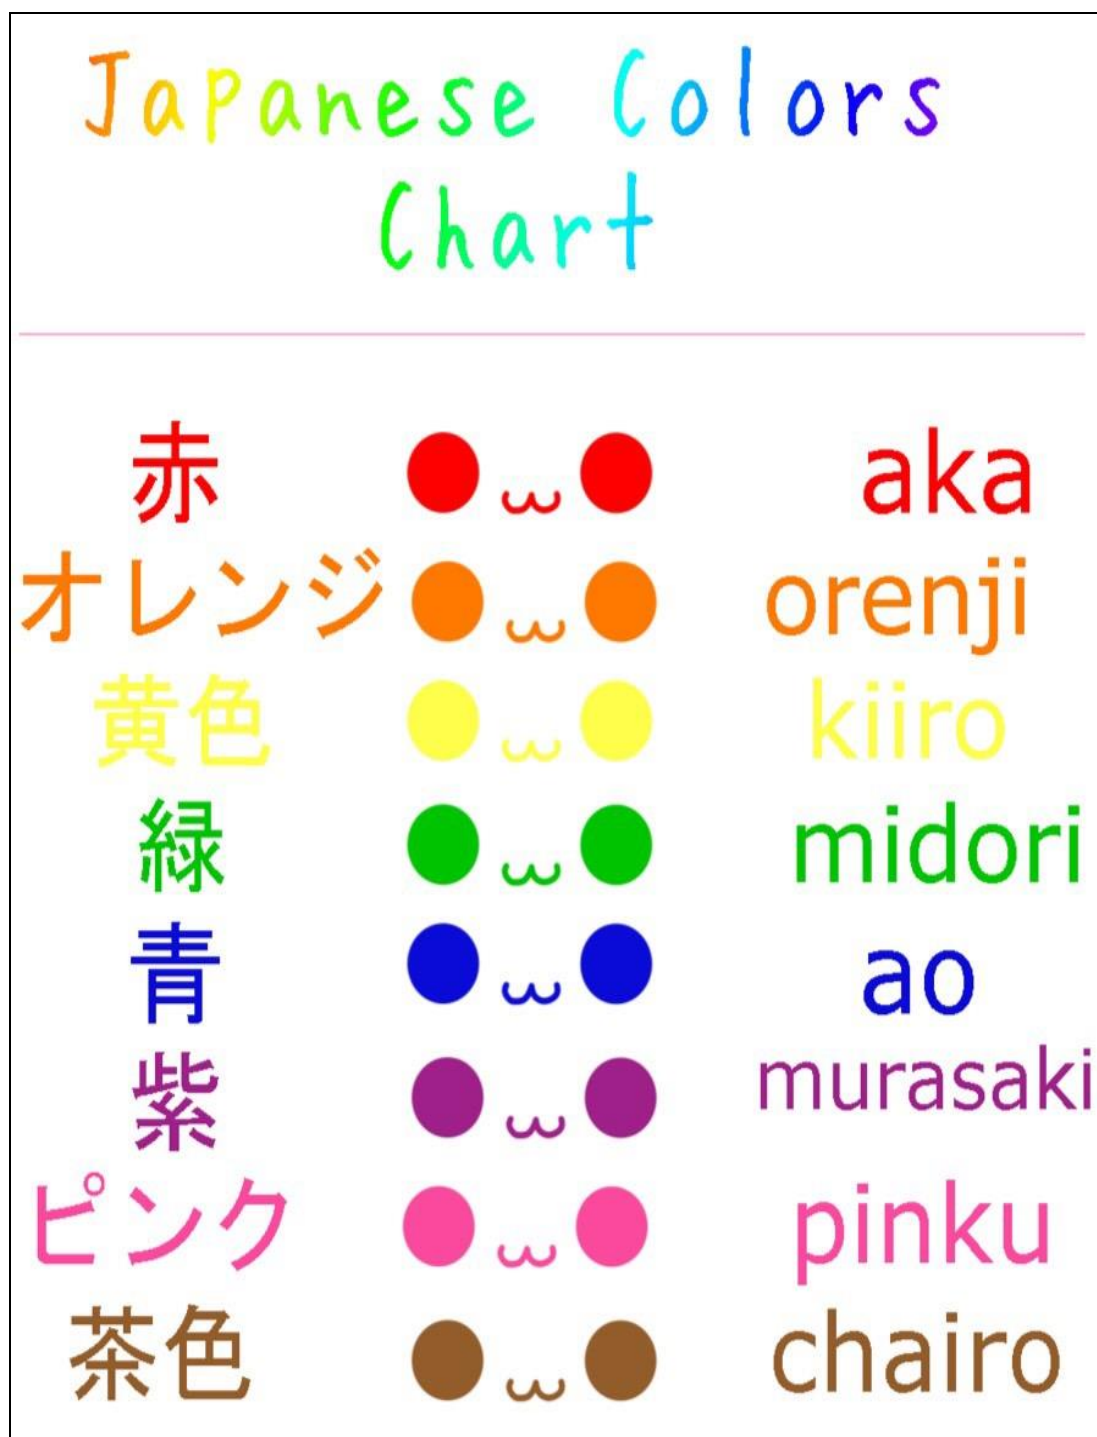 Japanese Colors
Chart
赤 ω aka
オレンジ ω orenji
黄色 ω kiiro
緑 ω midori
青 ω ao
紫 ω murasaki
ピンク ω pinku
茶色 ω chairo